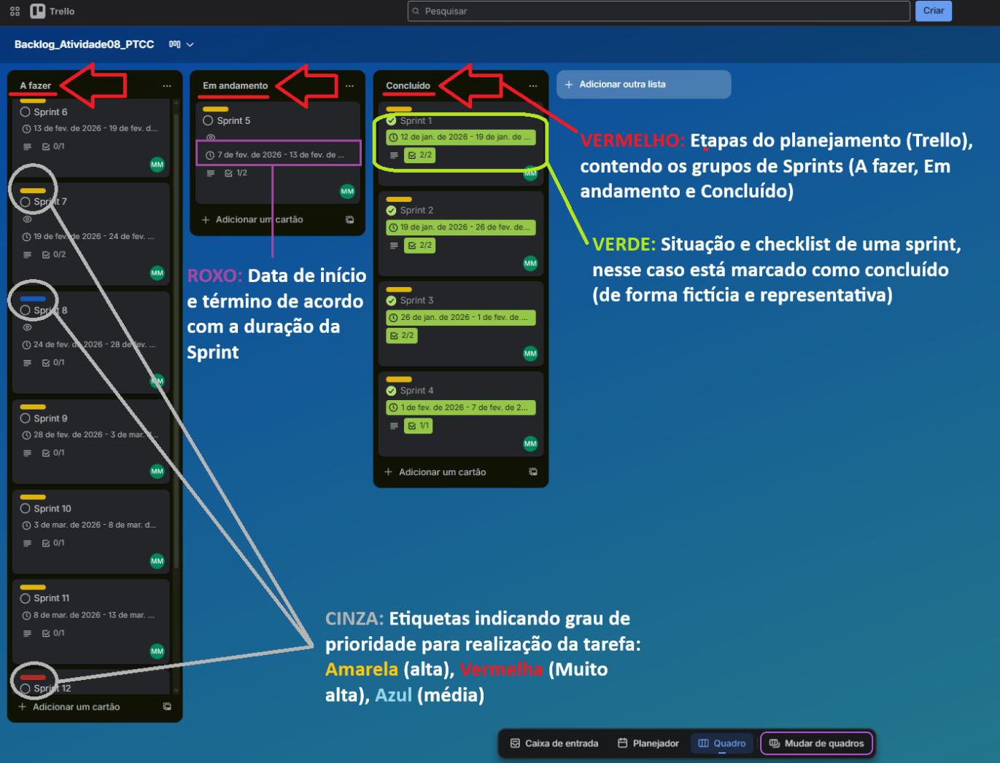 Trello
Pesquisar
Criar
Backlog_Atividade08_PTCC
A fazer
Sprint 6
13 de fev. de 2026 - 19 de fev. d...
0/1
MM
Sprint 7
19 de fev. de 2026 - 24 de fev. ...
0/2
MM
Sprint 8
24 de fev. de 2026 - 28 de fev. ...
0/1
MM
Sprint 9
28 de fev. de 2026 - 3 de mar. d...
0/1
MM
Sprint 10
3 de mar. de 2026 - 8 de mar. d...
0/1
MM
Sprint 11
8 de mar. de 2026 - 13 de mar. ...
0/1
MM
Sprint 12
+ Adicionar um cartão
Em andamento
Sprint 5
7 de fev. de 2026 - 13 de fev. de ...
1/2
MM
+ Adicionar um cartão
Concluído
Sprint 1
12 de jan. de 2026 - 19 de jan. de ...
2/2
MM
Sprint 2
19 de jan. de 2026 - 26 de jan. de...
2/2
MM
Sprint 3
26 de jan. de 2026 - 1 de fev. de ...
2/2
MM
Sprint 4
1 de fev. de 2026 - 7 de fev. de 2...
1/1
MM
+ Adicionar um cartão
+ Adicionar outra lista
VERMELHO: Etapas do planejamento (Trello),
contendo os grupos de Sprints (A fazer, Em
andamento e Concluído)
VERDE: Situação e checklist de uma sprint,
nesse caso está marcado como concluído
(de forma fictícia e representativa)
ROXO: Data de início
e término de acordo
com a duração da
Sprint
CINZA: Etiquetas indicando grau de
prioridade para realização da tarefa:
Amarela (alta), Vermelha (Muito
alta), Azul (média)
Caixa de entrada
Planejador
Quadro
Mudar de quadros